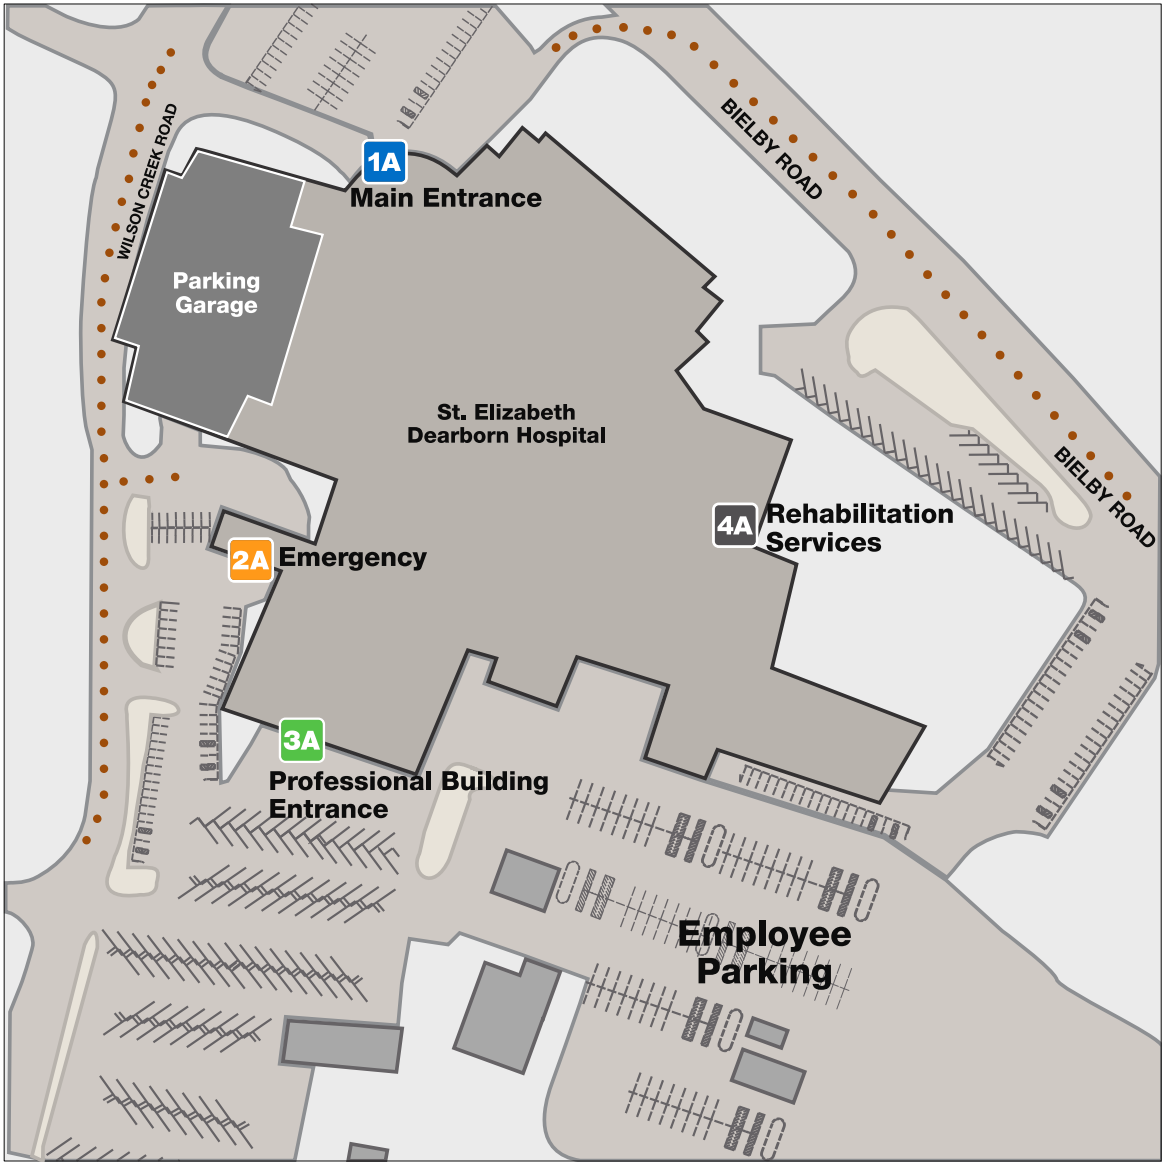 1A
Main Entrance
WILSON CREEK ROAD
BIELBY ROAD
Parking
Garage
St. Elizabeth
Dearborn Hospital
BIELBY ROAD
4A
Rehabilitation
Services
2A
Emergency
3A
Professional Building
Entrance
Employee
Parking